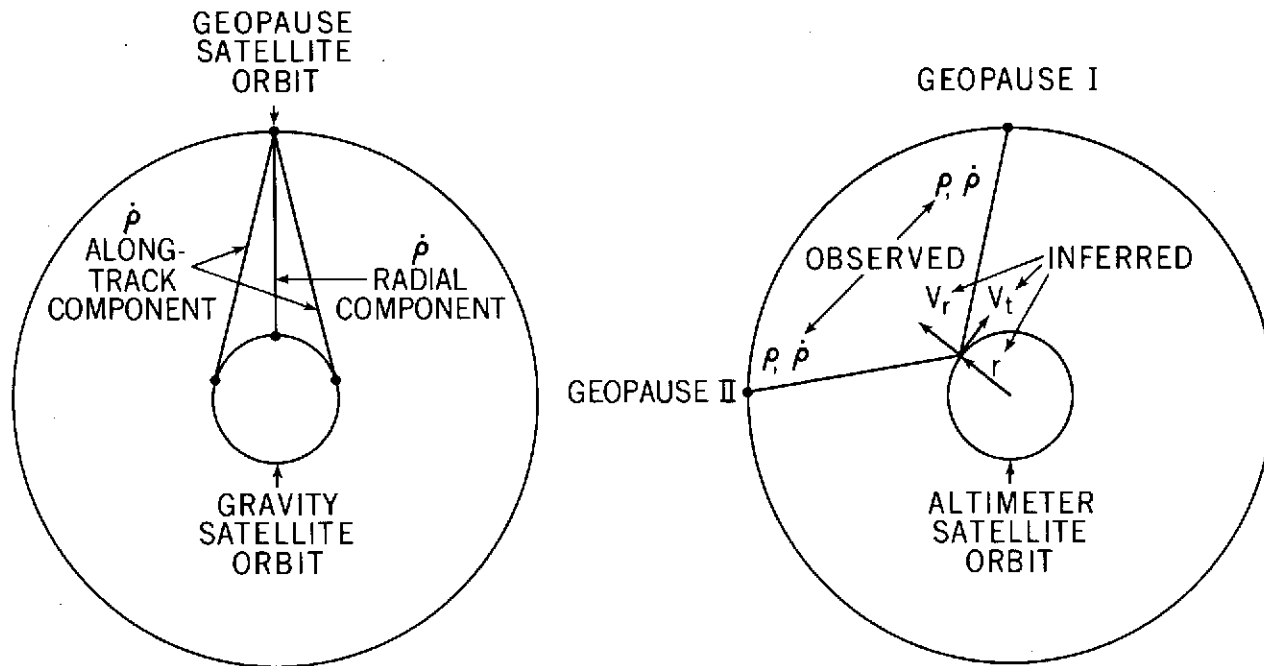 GEOPAUSE
SATELLITE
ORBIT
ρ̇
ALONG-
TRACK
COMPONENT
ρ̇
RADIAL
COMPONENT
GRAVITY
SATELLITE
ORBIT
GEOPAUSE I
ρ, ρ̇
OBSERVED
INFERRED
Vr
Vt
r
ρ, ρ̇
GEOPAUSE II
ALTIMETER
SATELLITE
ORBIT